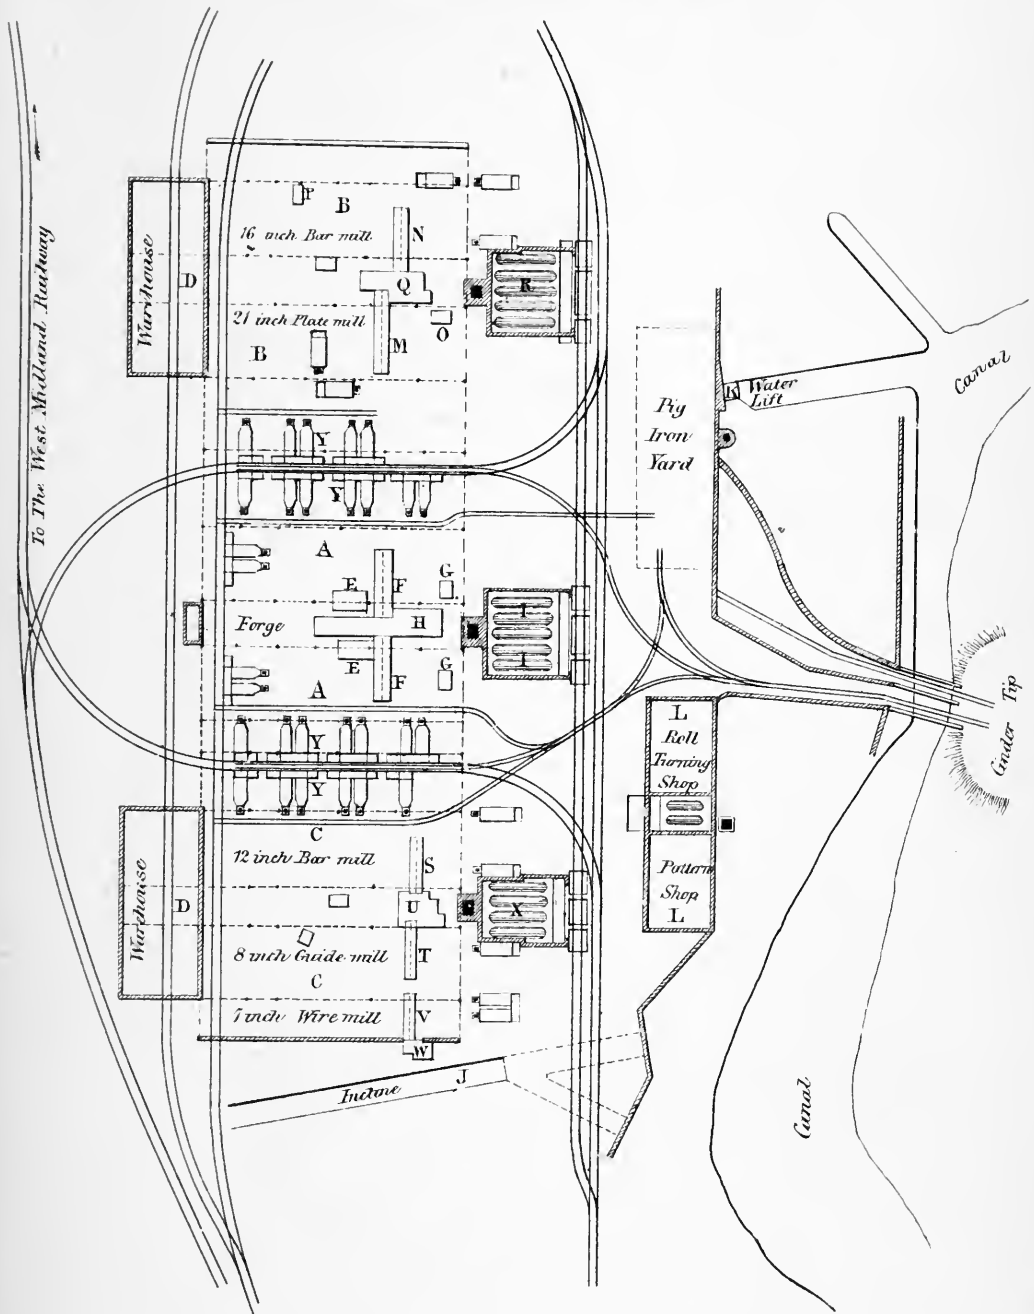 To The West Midland Railway
Warehouse
D
P
B
16 inch Bar mill
N
Q
R
21 inch Plate mill
O
M
B
Pig
Iron
Yard
K
Water
Lift
Canal
Y
Y
A
E
F
G
Forge
H
I
I
E
F
G
A
Y
Y
L
Roll
Turning
Shop
Pattern
Shop
L
Cinder Tip
Warehouse
D
C
12 inch Bar mill
S
U
X
8 inch Guide mill
T
C
7 inch Wire mill
V
W
Incline
J
Canal